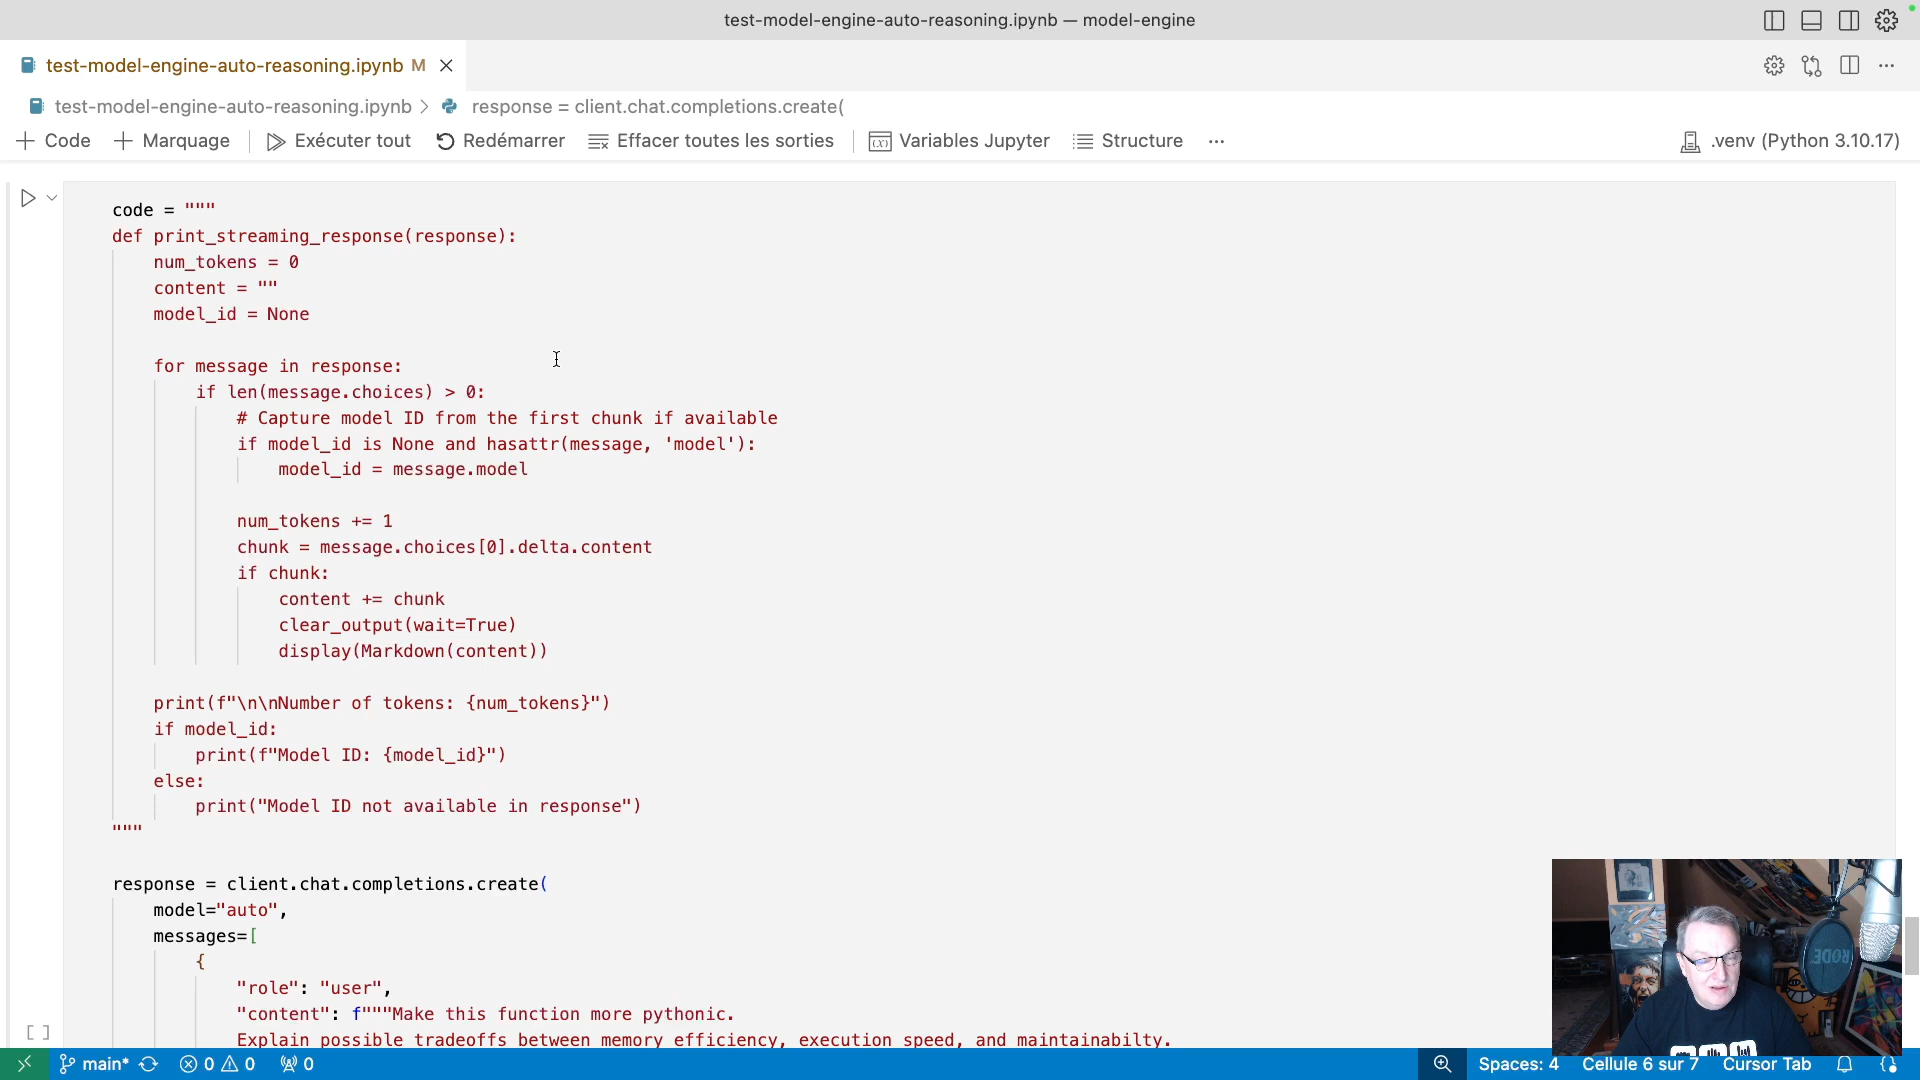 test-model-engine-auto-reasoning.ipynb — model-engine
test-model-engine-auto-reasoning.ipynb M
test-model-engine-auto-reasoning.ipynb > response = client.chat.completions.create(
+ Code + Marquage Exécuter tout Redémarrer Effacer toutes les sorties Variables Jupyter Structure ··· .venv (Python 3.10.17)
code = """
def print_streaming_response(response):
num_tokens = 0
content = ""
model_id = None
for message in response:
if len(message.choices) > 0:
# Capture model ID from the first chunk if available
if model_id is None and hasattr(message, 'model'):
model_id = message.model
num_tokens += 1
chunk = message.choices[0].delta.content
if chunk:
content += chunk
clear_output(wait=True)
display(Markdown(content))
print(f"\n\nNumber of tokens: {num_tokens}")
if model_id:
print(f"Model ID: {model_id}")
else:
print("Model ID not available in response")
"""
response = client.chat.completions.create(
model="auto",
messages=[
{
"role": "user",
"content": f"""Make this function more pythonic.
[ ]
Explain possible tradeoffs between memory efficiency, execution speed, and maintainabilty.
RODE
main* 0 0 0 Spaces: 4 Cellule 6 sur 7 Cursor Tab